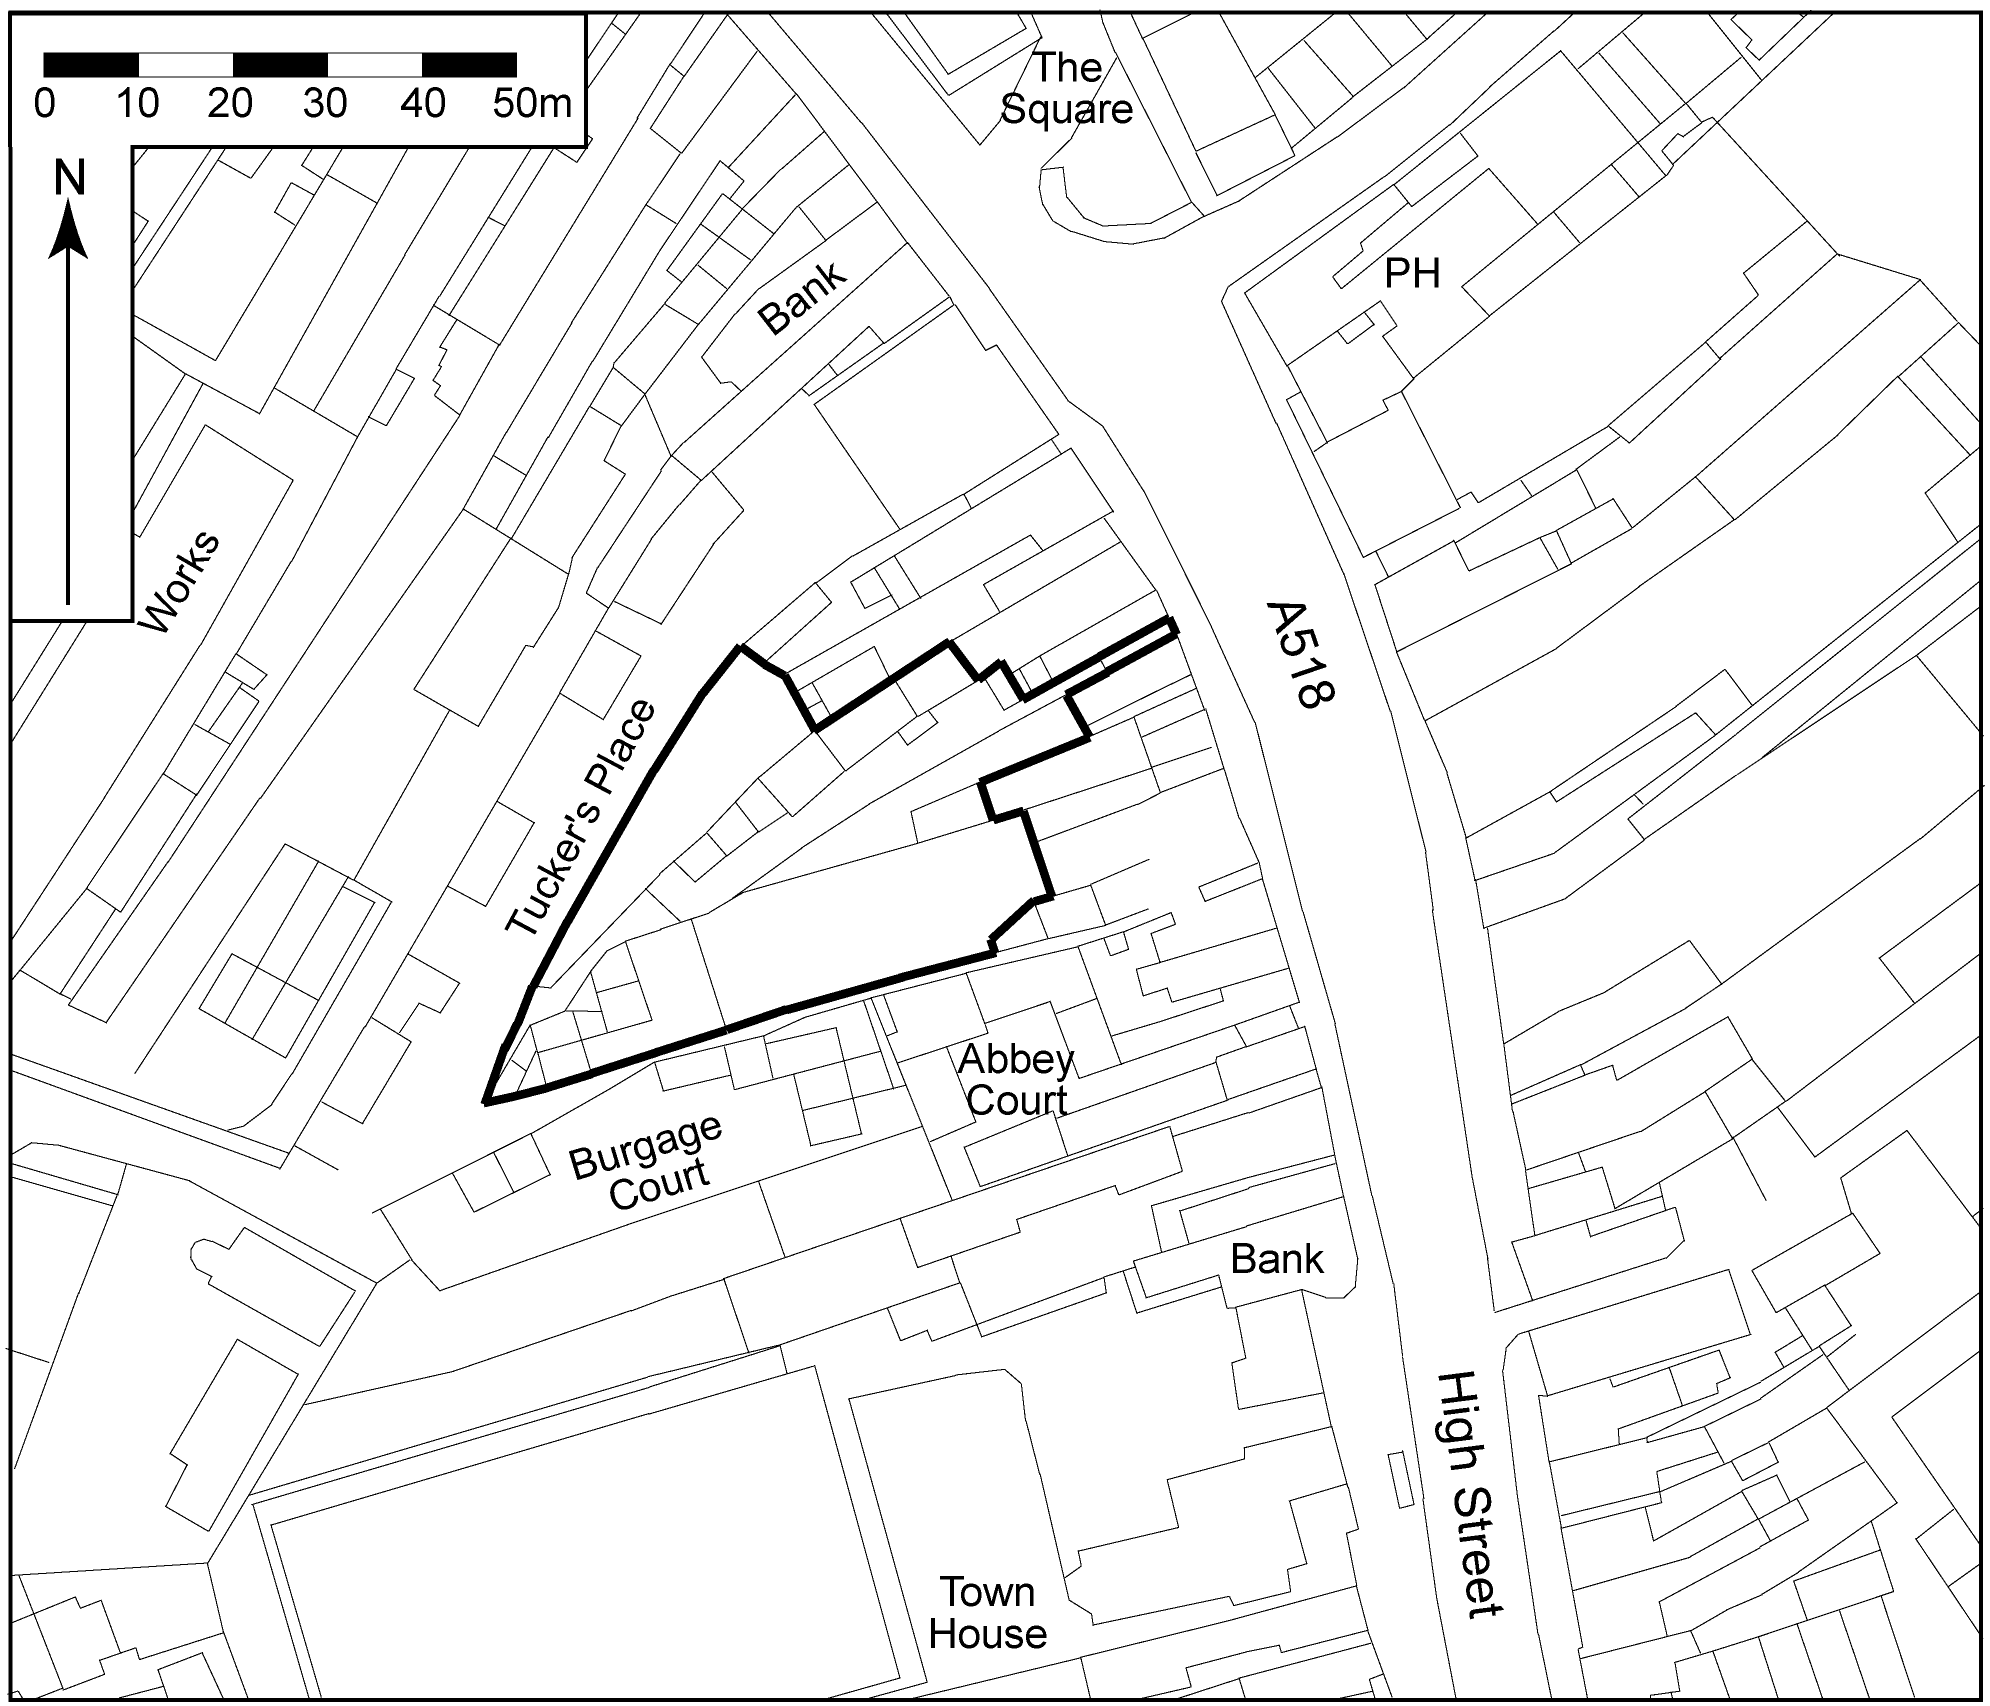 0 10 20 30 40 50m
N
The
Square
Bank
PH
Works
A518
Tucker's Place
Abbey
Court
Burgage
Court
Bank
High Street
Town
House